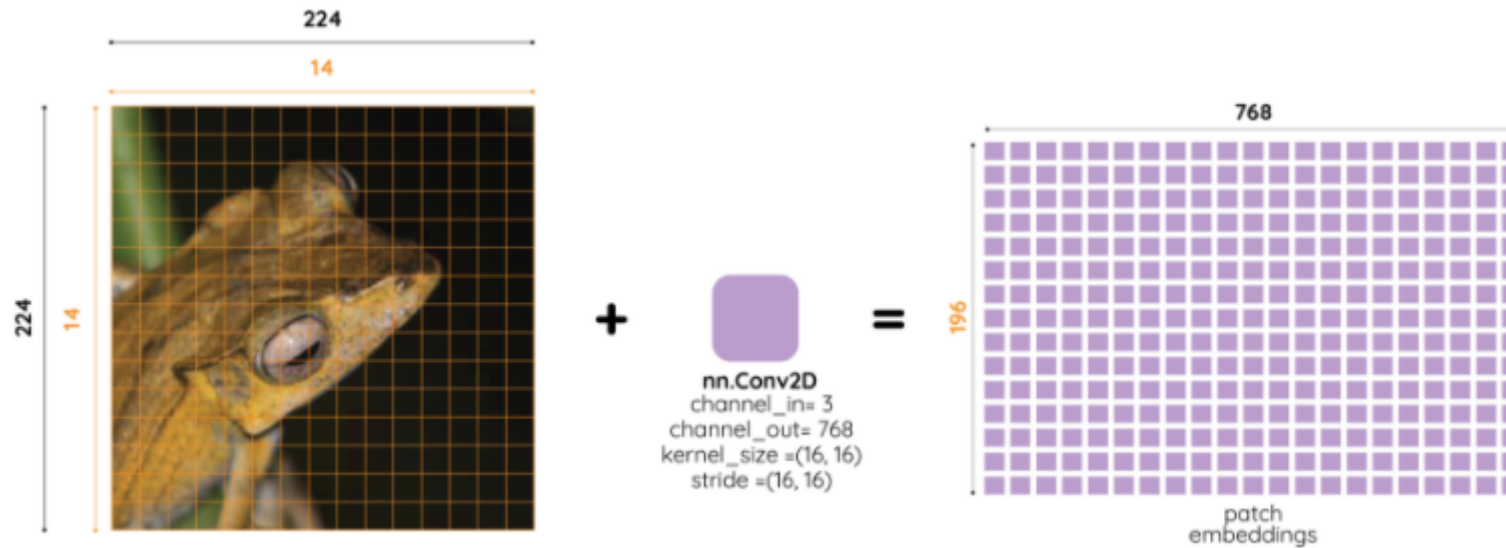 224
14
224
14
+
nn.Conv2D
channel_in= 3
channel_out= 768
kernel_size =(16, 16)
stride =(16, 16)
=
768
196
patch
embeddings